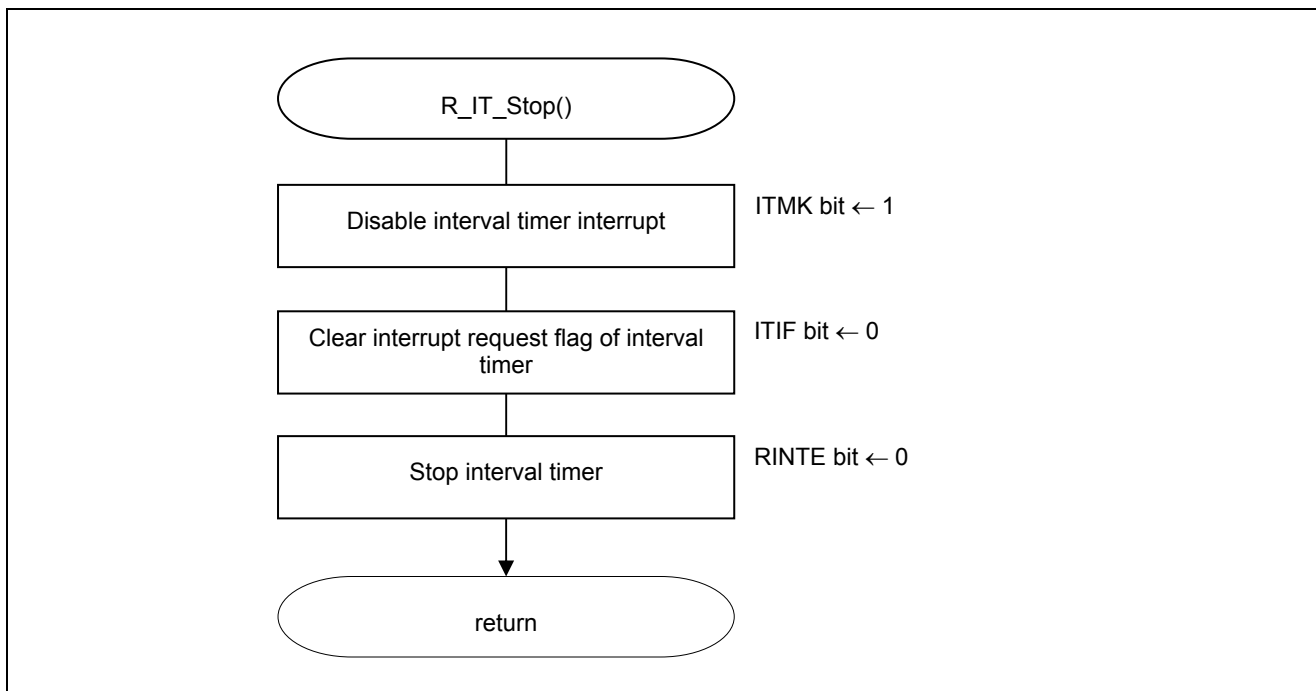 R_IT_Stop()
Disable interval timer interrupt
ITMK bit ← 1
Clear interrupt request flag of interval
timer
ITIF bit ← 0
Stop interval timer
RINTE bit ← 0
return